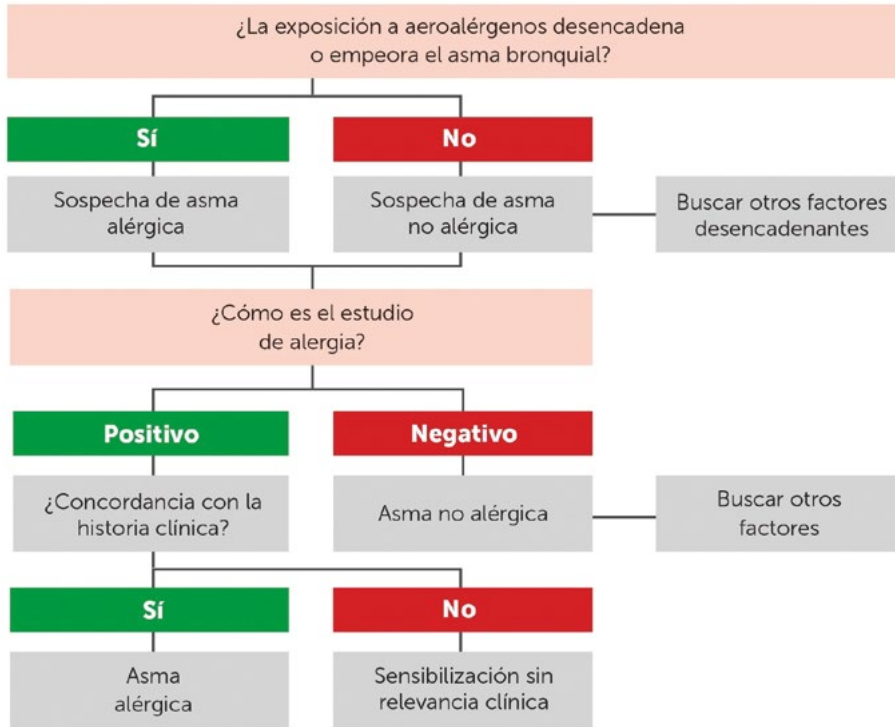 ¿La exposición a aeroalérgenos desencadena
o empeora el asma bronquial?
Sí
No
Sospecha de asma
alérgica
Sospecha de asma
no alérgica
Buscar otros factores
desencadenantes
¿Cómo es el estudio
de alergia?
Positivo
Negativo
¿Concordancia con la
historia clínica?
Asma no alérgica
Buscar otros
factores
Sí
No
Asma
alérgica
Sensibilización sin
relevancia clínica